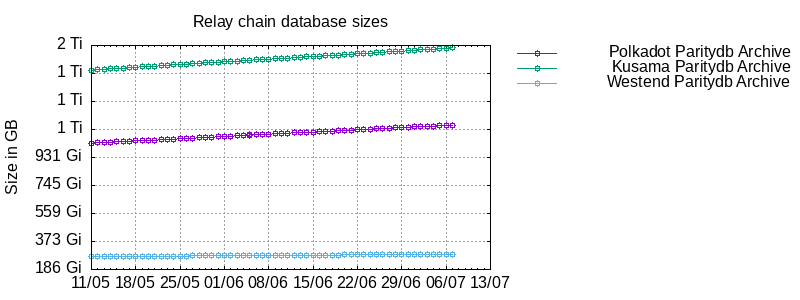 Relay chain database sizes
Polkadot Paritydb Archive
Kusama Paritydb Archive
Westend Paritydb Archive
Size in GB
2 Ti
1 Ti
1 Ti
1 Ti
931 Gi
745 Gi
559 Gi
373 Gi
186 Gi
11/05 18/05 25/05 01/06 08/06 15/06 22/06 29/06 06/07 13/07